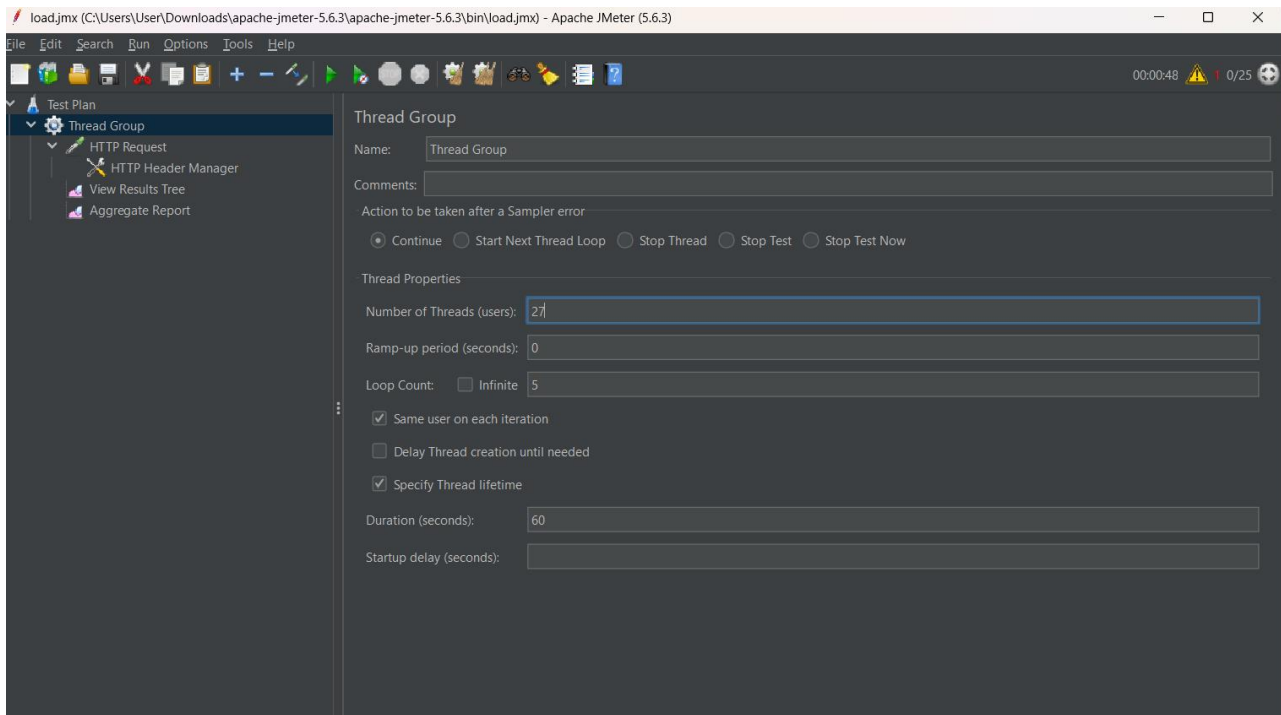 load.jmx (C:\Users\User\Downloads\apache-jmeter-5.6.3\apache-jmeter-5.6.3\bin\load.jmx) - Apache JMeter (5.6.3)
File Edit Search Run Options Tools Help
00:00:48 1 0/25
Test Plan
Thread Group
HTTP Request
HTTP Header Manager
View Results Tree
Aggregate Report
Thread Group
Name: Thread Group
Comments:
Action to be taken after a Sampler error
Continue Start Next Thread Loop Stop Thread Stop Test Stop Test Now
Thread Properties
Number of Threads (users): 27
Ramp-up period (seconds): 0
Loop Count: Infinite 5
Same user on each iteration
Delay Thread creation until needed
Specify Thread lifetime
Duration (seconds): 60
Startup delay (seconds):